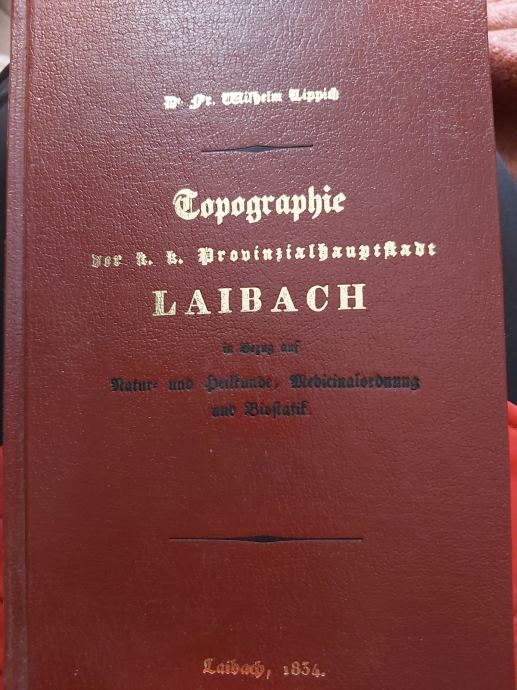 Dr. Fr. Wilhelm Lippich
Topographie
der k. k. Provinzialhauptstadt
LAIBACH
in Bezug auf
Natur- und Heilkunde, Medicinalordnung
und Biostatik.
Laibach, 1834.